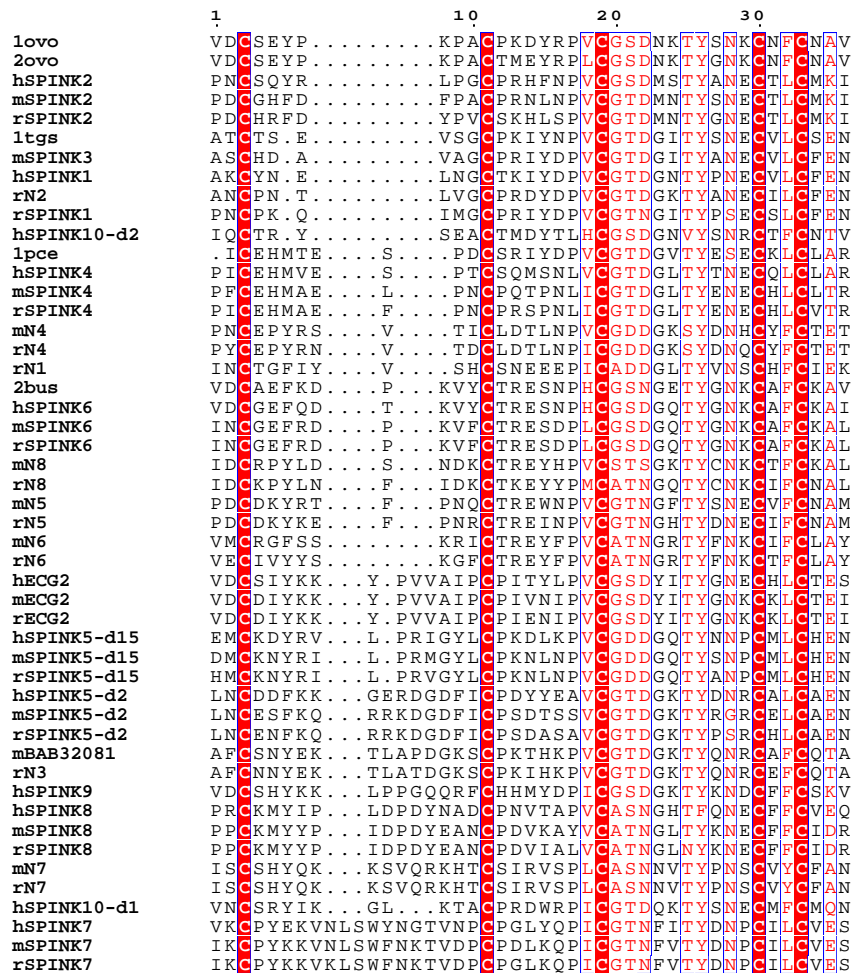 1 10 20 30
1ovo VDCSEYP.........KPACPKDYRPVCGSDNKTYSNKCNFCNAV
2ovo VDCSEYP.........KPACTMEYRPLCGSDNKTYGNKCNFCNAV
hSPINK2 PNCSQYR.........LPGCPRHFNPVCGSDMSTYANECTLCMKI
mSPINK2 PDCGHFD.........FPACPRNLNPVCGTDMNTYSNECTLCMKI
rSPINK2 PDCHRFD.........YPVCSKHLSPVCGTDMNTYGNECTLCMKI
1tgs ATCTS.E.........VSGCPKIYNPVCGTDGITYSNECVLCSEN
mSPINK3 ASCHD.A.........VAGCPRIYDPVCGTDGITYANECVLCFEN
hSPINK1 AKCYN.E.........LNGCTKIYDPVCGTDGNTYPNECVLCFEN
rN2 ANCPN.T.........LVGCPRDYDPVCGTDGKTYANECILCFEN
rSPINK1 PNCPK.Q.........IMGCPRIYDPVCGTNGITYPSECSLCFEN
hSPINK10-d2 IQCTR.Y.........SEACTMDYTLHCGSDGNVYSNRCTFCNTV
1pce .ICEHMTE....S....PDCSRIYDPVCGTDGVTYESECKLCLAR
hSPINK4 PICEHMVE....S....PTCSQMSNLVCGTDGLTYTNECQLCLAR
mSPINK4 PFCEHMAE....L....PNCPQTPNLICGTDGLTYENECHLCLTR
rSPINK4 PICEHMAE....F....PNCPRSPNLICGTDGLTYENECHLCVTR
mN4 PNCEPYRS....V....TICLDTLNPVCGDDGKSYDNHCYFCTET
rN4 PYCEPYRN....V....TDCLDTLNPICGDDGKSYDNQCYFCTET
rN1 INCTGFIY....V....SHCSNEEEPICADDGLTYVNSCHFCIEK
2bus VDCAEFKD....P...KVYCTRESNPHCGSNGETYGNKCAFCKAV
hSPINK6 VDCGEFQD....T...KVYCTRESNPHCGSDGQTYGNKCAFCKAI
mSPINK6 INCGEFRD....P...KVFCTRESDPLCGSDGQTYGNKCAFCKAL
rSPINK6 INCGEFRD....P...KVFCTRESDPLCGSDGQTYGNKCAFCKAL
mN8 IDCRPYLD....S...NDKCTREYHPVCSTSGKTYCNKCTFCKAL
rN8 IDCKPYLN....F...IDKCTKEYYPMCATNGQTYCNKCIFCNAL
mN5 PDCDKYRT....F...PNQCTREWNPVCGTNGFTYSNECVFCNAM
rN5 PDCDKYKE....F...PNRCTREINPVCGTNGHTYDNECIFCNAM
mN6 VMCRGFSS........KRICTREYFPVCATNGRTYFNKCIFCLAY
rN6 VECIVYYS........KGFCTREYFPVCATNGRTYFNKCTFCLAY
hECG2 VDCSIYKK...Y.PVVAIPCPITYLPVCGSDYITYGNECHLCTES
mECG2 VDCDIYKK...Y.PVVAIPCPIVNIPVCGSDYITYGNKCKLCTEI
rECG2 VDCDIYKK...Y.PVVAIPCPIENIPVCGSDYITYGNKCKLCTEI
hSPINK5-d15 EMCKDYRV...L.PRIGYLCPKDLKPVCGDDGQTYNNPCMLCHEN
mSPINK5-d15 DMCKNYRI...L.PRMGYLCPKNLNPVCGDDGQTYSNPCMLCHEN
rSPINK5-d15 HMCKNYRI...L.PRVGYLCPKNLNPVCGDDGQTYANPCMLCHEN
hSPINK5-d2 LNCDDFKK...GERDGDFICPDYYEAVCGTDGKTYDNRCALCAEN
mSPINK5-d2 LNCESFKQ...RRKDGDFICPSDTSSVCGTDGKTYRGRCELCAEN
rSPINK5-d2 LNCENFKQ...RRKDGDFICPSDASAVCGTDGKTYPSRCHLCAEN
mBAB32081 AFCSNYEK...TLAPDGKSCPKTHKPVCGTDGKTYQNRCAFCQTA
rN3 AFCNNYEK...TLATDGKSCPKIHKPVCGTDGKTYQNRCEFCQTA
hSPINK9 VDCSHYKK...LPPGQQRFCHHMYDPICGSDGKTYKNDCFFCSKV
hSPINK8 PRCKMYIP...LDPDYNADCPNVTAPVCASNGHTFQNECFFCVEQ
mSPINK8 PPCKMYYP...IDPDYEANCPDVKAYVCATNGLTYKNECFFCIDR
rSPINK8 PPCKMYYP...IDPDYEANCPDVIALVCATNGLNYKNECFFCIDR
mN7 ISCSHYQK...KSVQRKHTCSIRVSPLCASNNVTYPNSCVYCFAN
rN7 ISCSHYQK...KSVQRKHTCSIRVSPLCASNNVTYPNSCVYCFAN
hSPINK10-d1 VNCSRYIK...GL...KTACPRDWRPICGTDQKTYSNECMFCMQN
hSPINK7 VKCPYEKVNLSWYNGTVNPCPGLYQPICGTNFITYDNPCILCVES
mSPINK7 IKCPYKKVNLSWFNKTVDPCPDLKQPICGTNFVTYDNPCILCVES
rSPINK7 IKCPYKKVKLSWFNKTVDPCPGLKQPICGTNFVTYDNPCILCVES